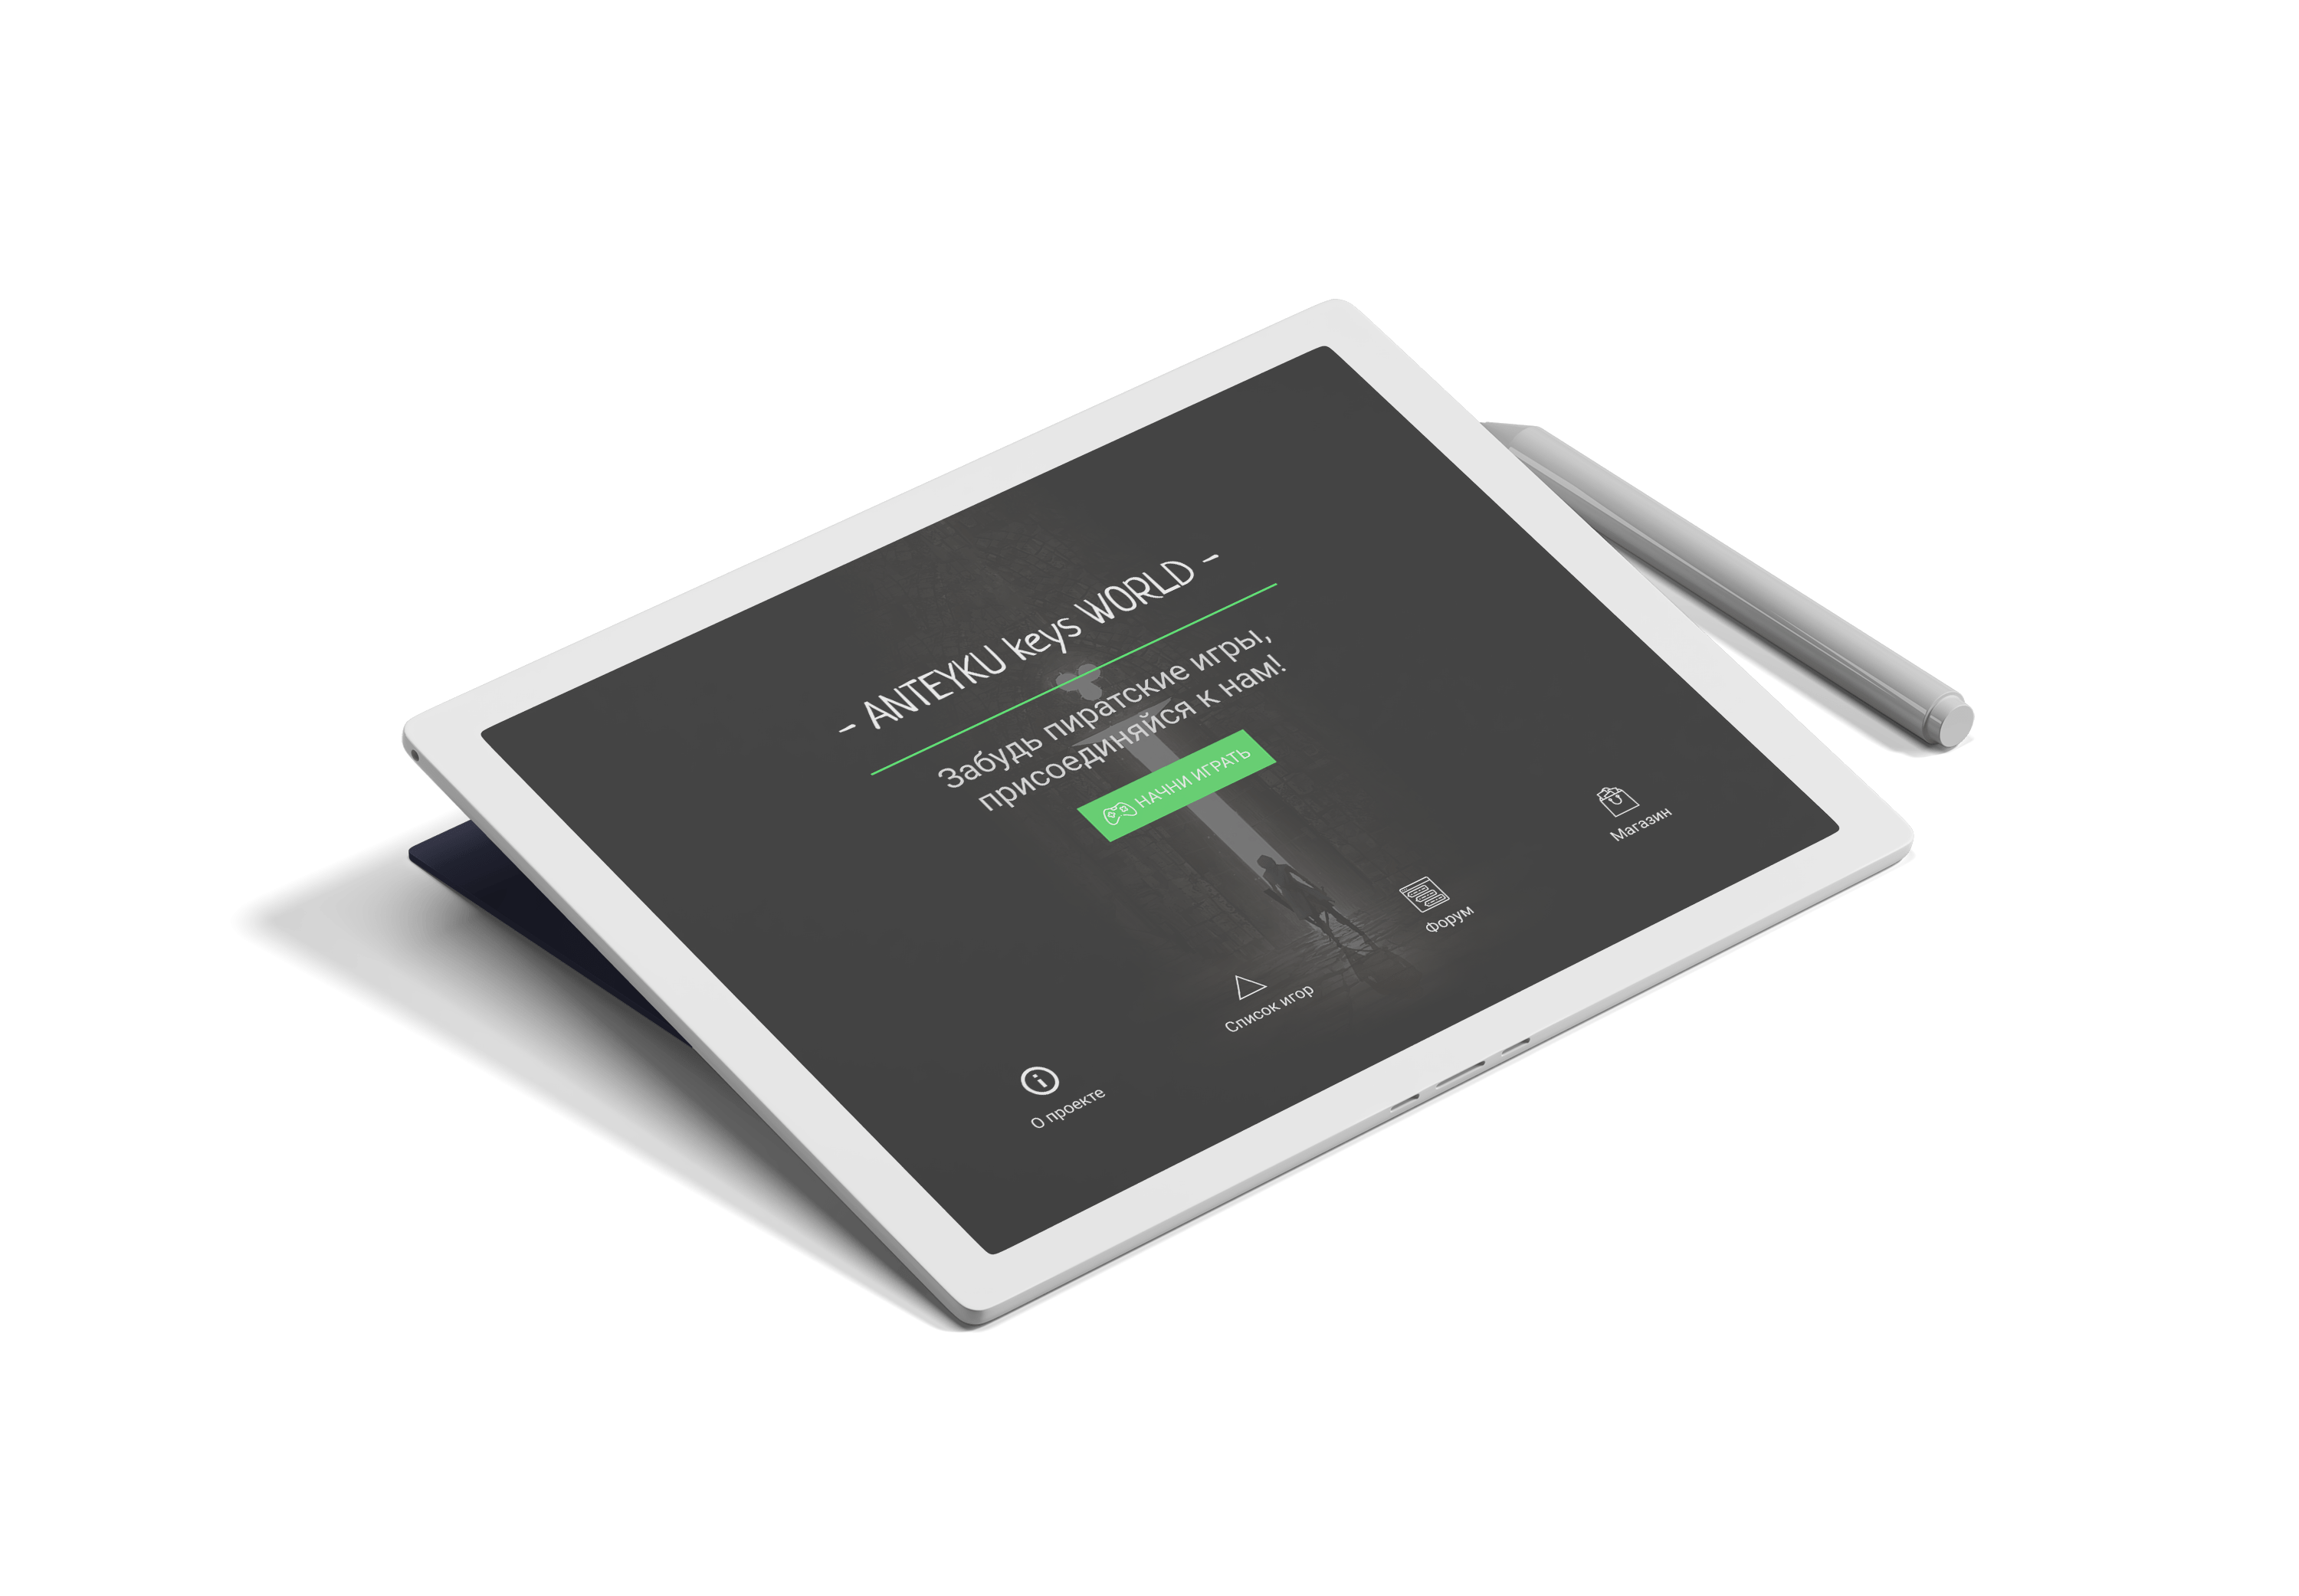 - ANTEYKU keys WORLD -
Забудь пиратские игры,
присоединяйся к нам!
НАЧНИ ИГРАТЬ
О проекте
Список игор
Форум
Магазин